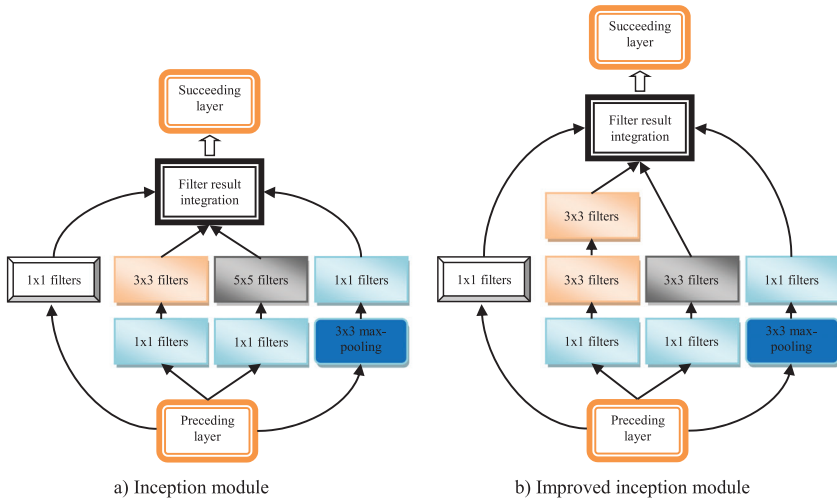 Succeeding
layer
Filter result
integration
1x1 filters
3x3 filters
5x5 filters
1x1 filters
1x1 filters
1x1 filters
3x3 max-
pooling
Preceding
layer
a) Inception module
Succeeding
layer
Filter result
integration
3x3 filters
1x1 filters
3x3 filters
3x3 filters
1x1 filters
1x1 filters
1x1 filters
3x3 max-
pooling
Preceding
layer
b) Improved inception module